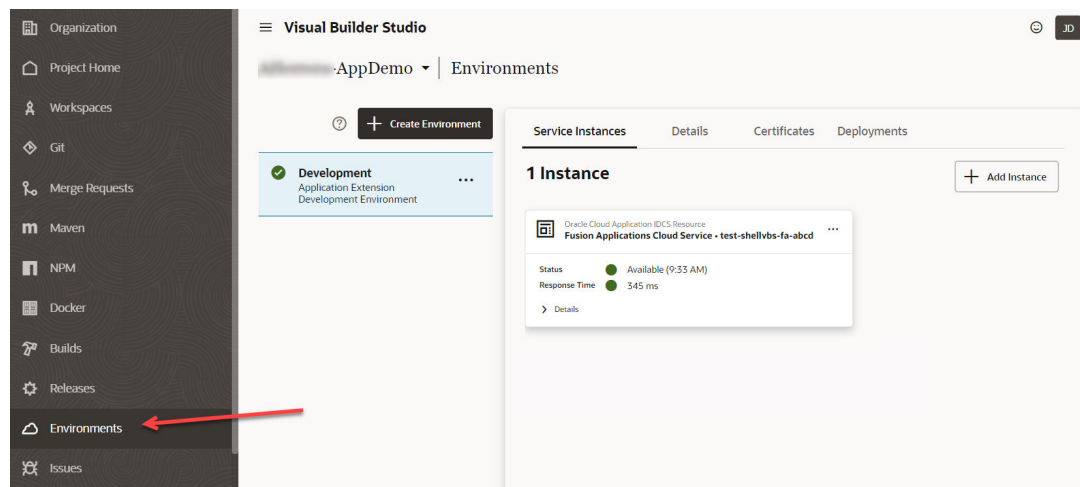 Organization
Project Home
Workspaces
Git
Merge Requests
Maven
NPM
Docker
Builds
Releases
Environments
Issues
Visual Builder Studio
JD
-AppDemo Environments
? + Create Environment
Development
Application Extension
Development Environment
...
Service Instances Details Certificates Deployments
1 Instance
+ Add Instance
Oracle Cloud Application IDCS Resource
Fusion Applications Cloud Service • test-shellvbs-fa-abcd
...
Status Available (9:33 AM)
Response Time 345 ms
> Details